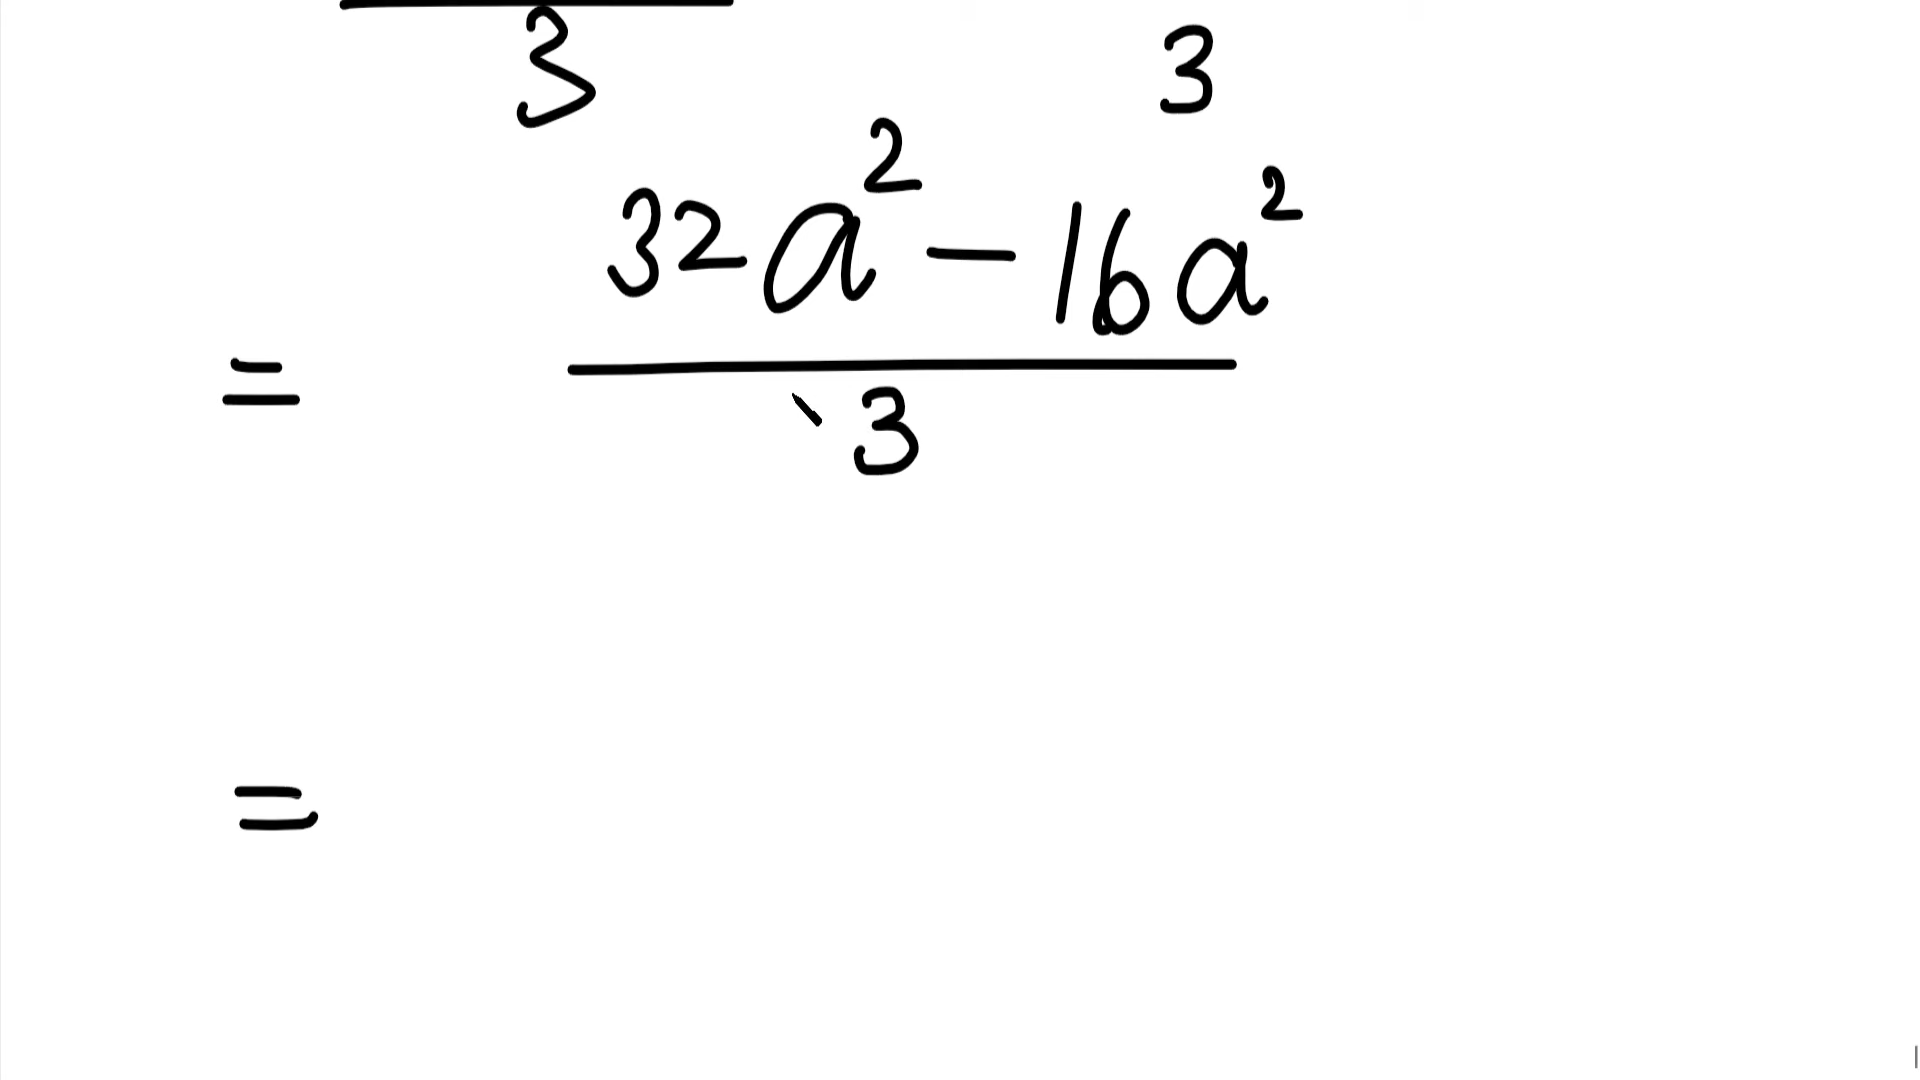 3 3
32a² - 16a²
=
3
=